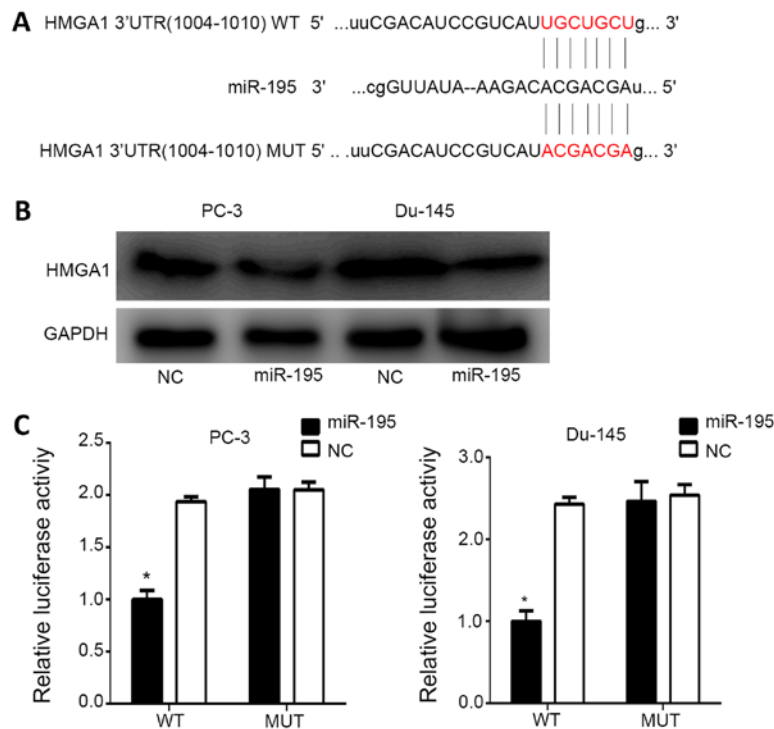 A
HMGA1 3'UTR(1004-1010) WT 5' ...uuCGACAUCCGUCAUUGCUGCUg... 3'
miR-195 3' ...cgGUUAUA--AAGACACGACGAu... 5'
HMGA1 3'UTR(1004-1010) MUT 5' .. ..uuCGACAUCCGUCAUACGACGAg... 3'
B
PC-3 Du-145
HMGA1
GAPDH
NC miR-195 NC miR-195
C
PC-3
miR-195
NC
Relative luciferase activiy
2.5
2.0
1.5
1.0
0.5
0.0
*
WT MUT
Du-145
miR-195
NC
Relative luciferase activiy
3.0
2.0
1.0
0.0
*
WT MUT